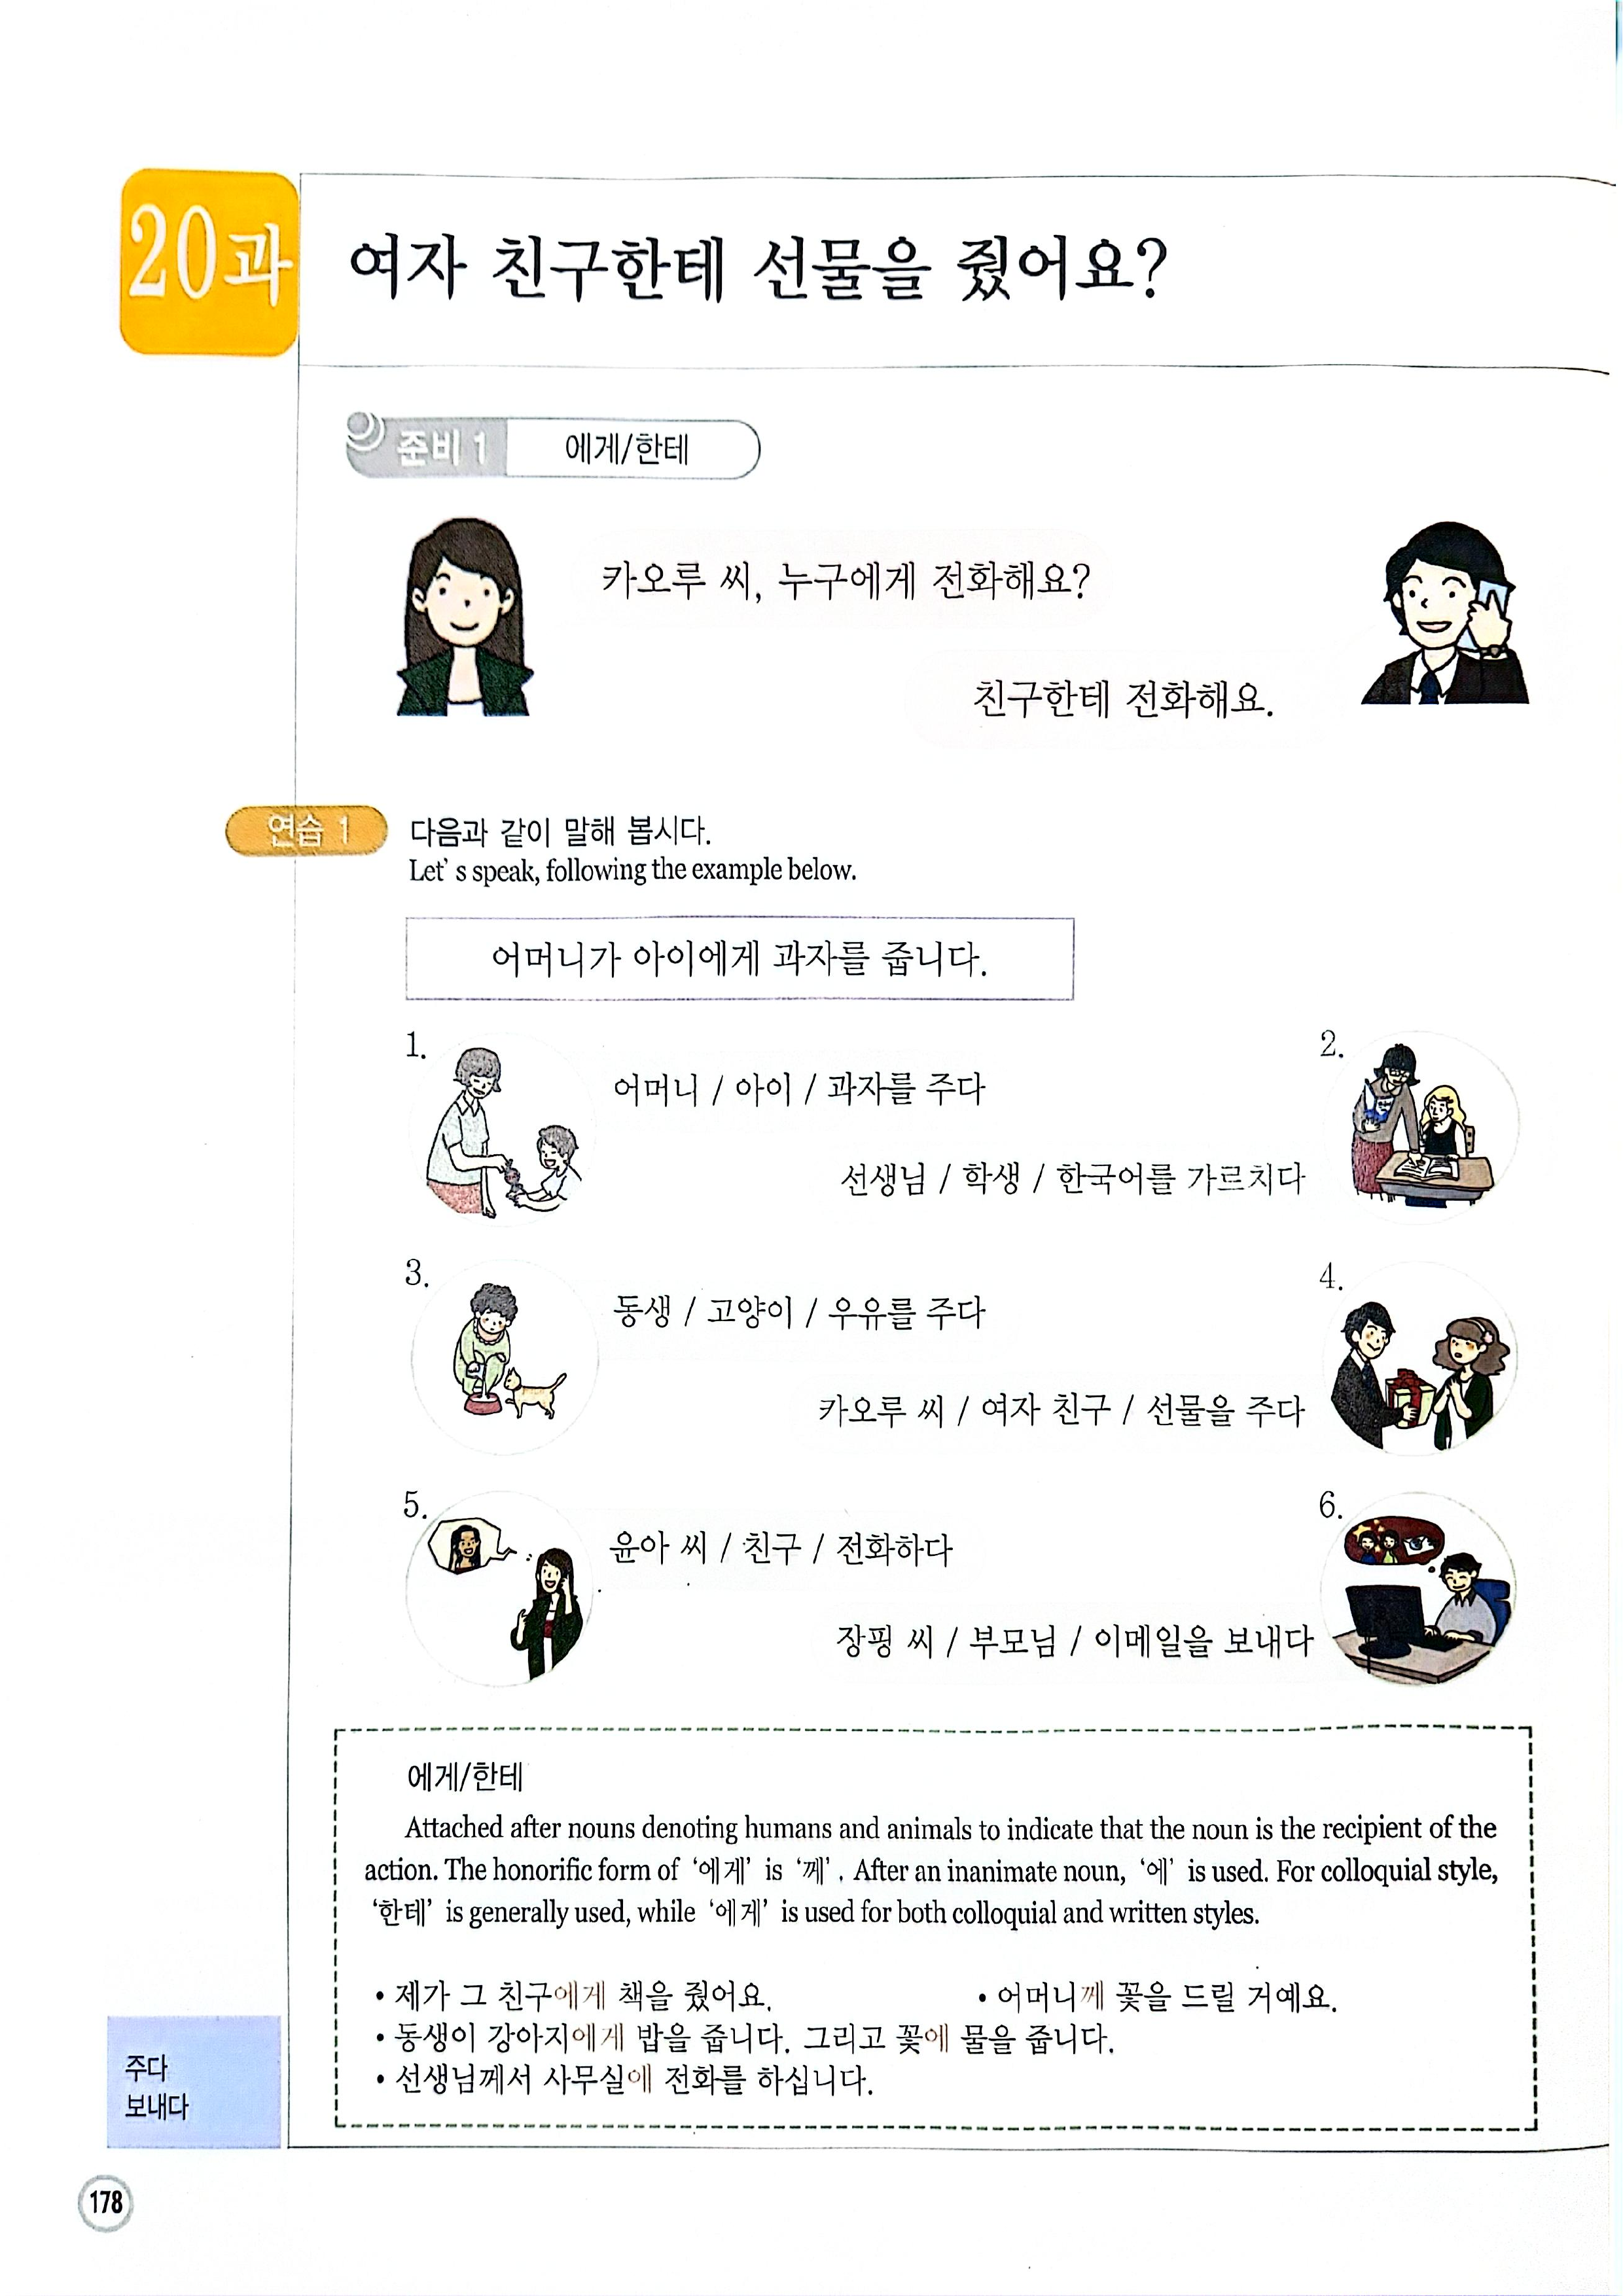 20과
여자 친구한테 선물을 줬어요?
준비 1 에게/한테
카오루 씨, 누구에게 전화해요?
친구한테 전화해요.
연습 1 다음과 같이 말해 봅시다.
Let's speak, following the example below.
어머니가 아이에게 과자를 줍니다.
1. 어머니 / 아이 / 과자를 주다
2. 선생님 / 학생 / 한국어를 가르치다
3. 동생 / 고양이 / 우유를 주다
4. 카오루 씨 / 여자 친구 / 선물을 주다
5. 윤아 씨 / 친구 / 전화하다
6. 장핑 씨 / 부모님 / 이메일을 보내다
에게/한테
Attached after nouns denoting humans and animals to indicate that the noun is the recipient of the
action. The honorific form of ‘에게’ is ‘께’. After an inanimate noun, ‘에’ is used. For colloquial style,
‘한테’ is generally used, while ‘에게’ is used for both colloquial and written styles.
• 제가 그 친구에게 책을 줬어요. • 어머니께 꽃을 드릴 거예요.
• 동생이 강아지에게 밥을 줍니다. 그리고 꽃에 물을 줍니다.
• 선생님께서 사무실에 전화를 하십니다.
주다
보내다
178